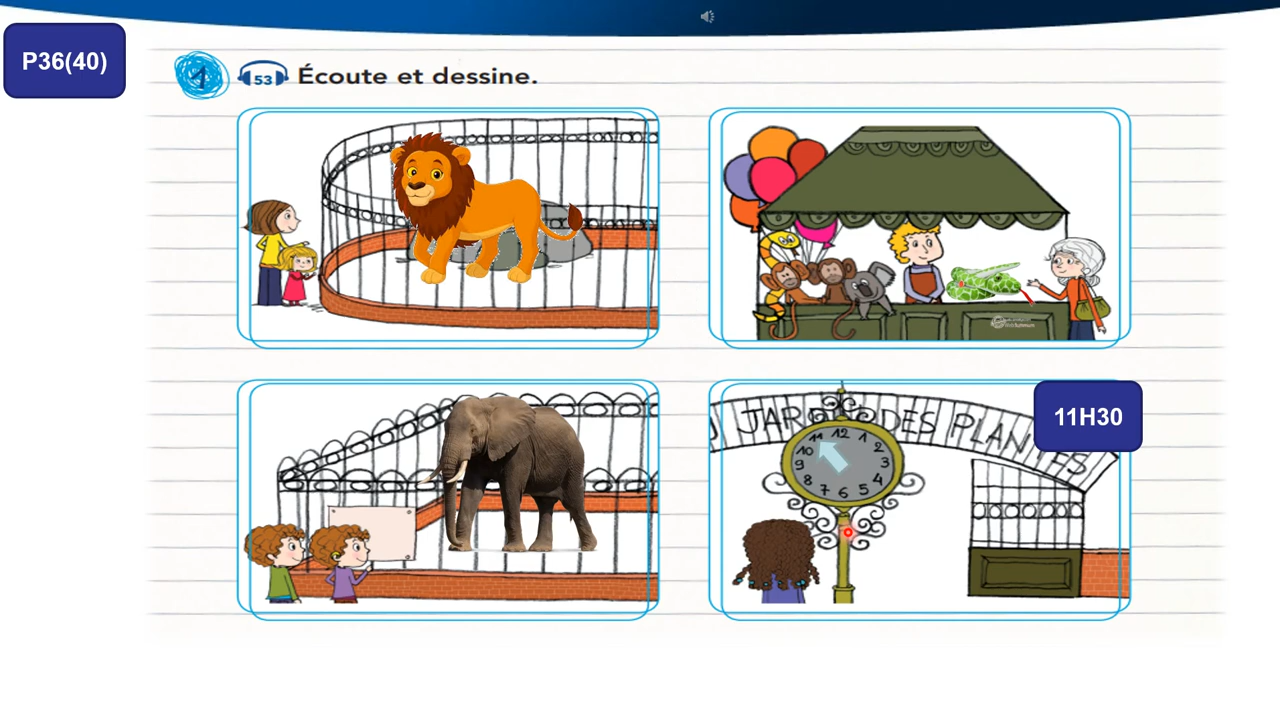 P36(40)
1 53 Écoute et dessine.
11H30
JARD DES PLANTES
11 12 1
10 2
9 3
8 4
7 6 5